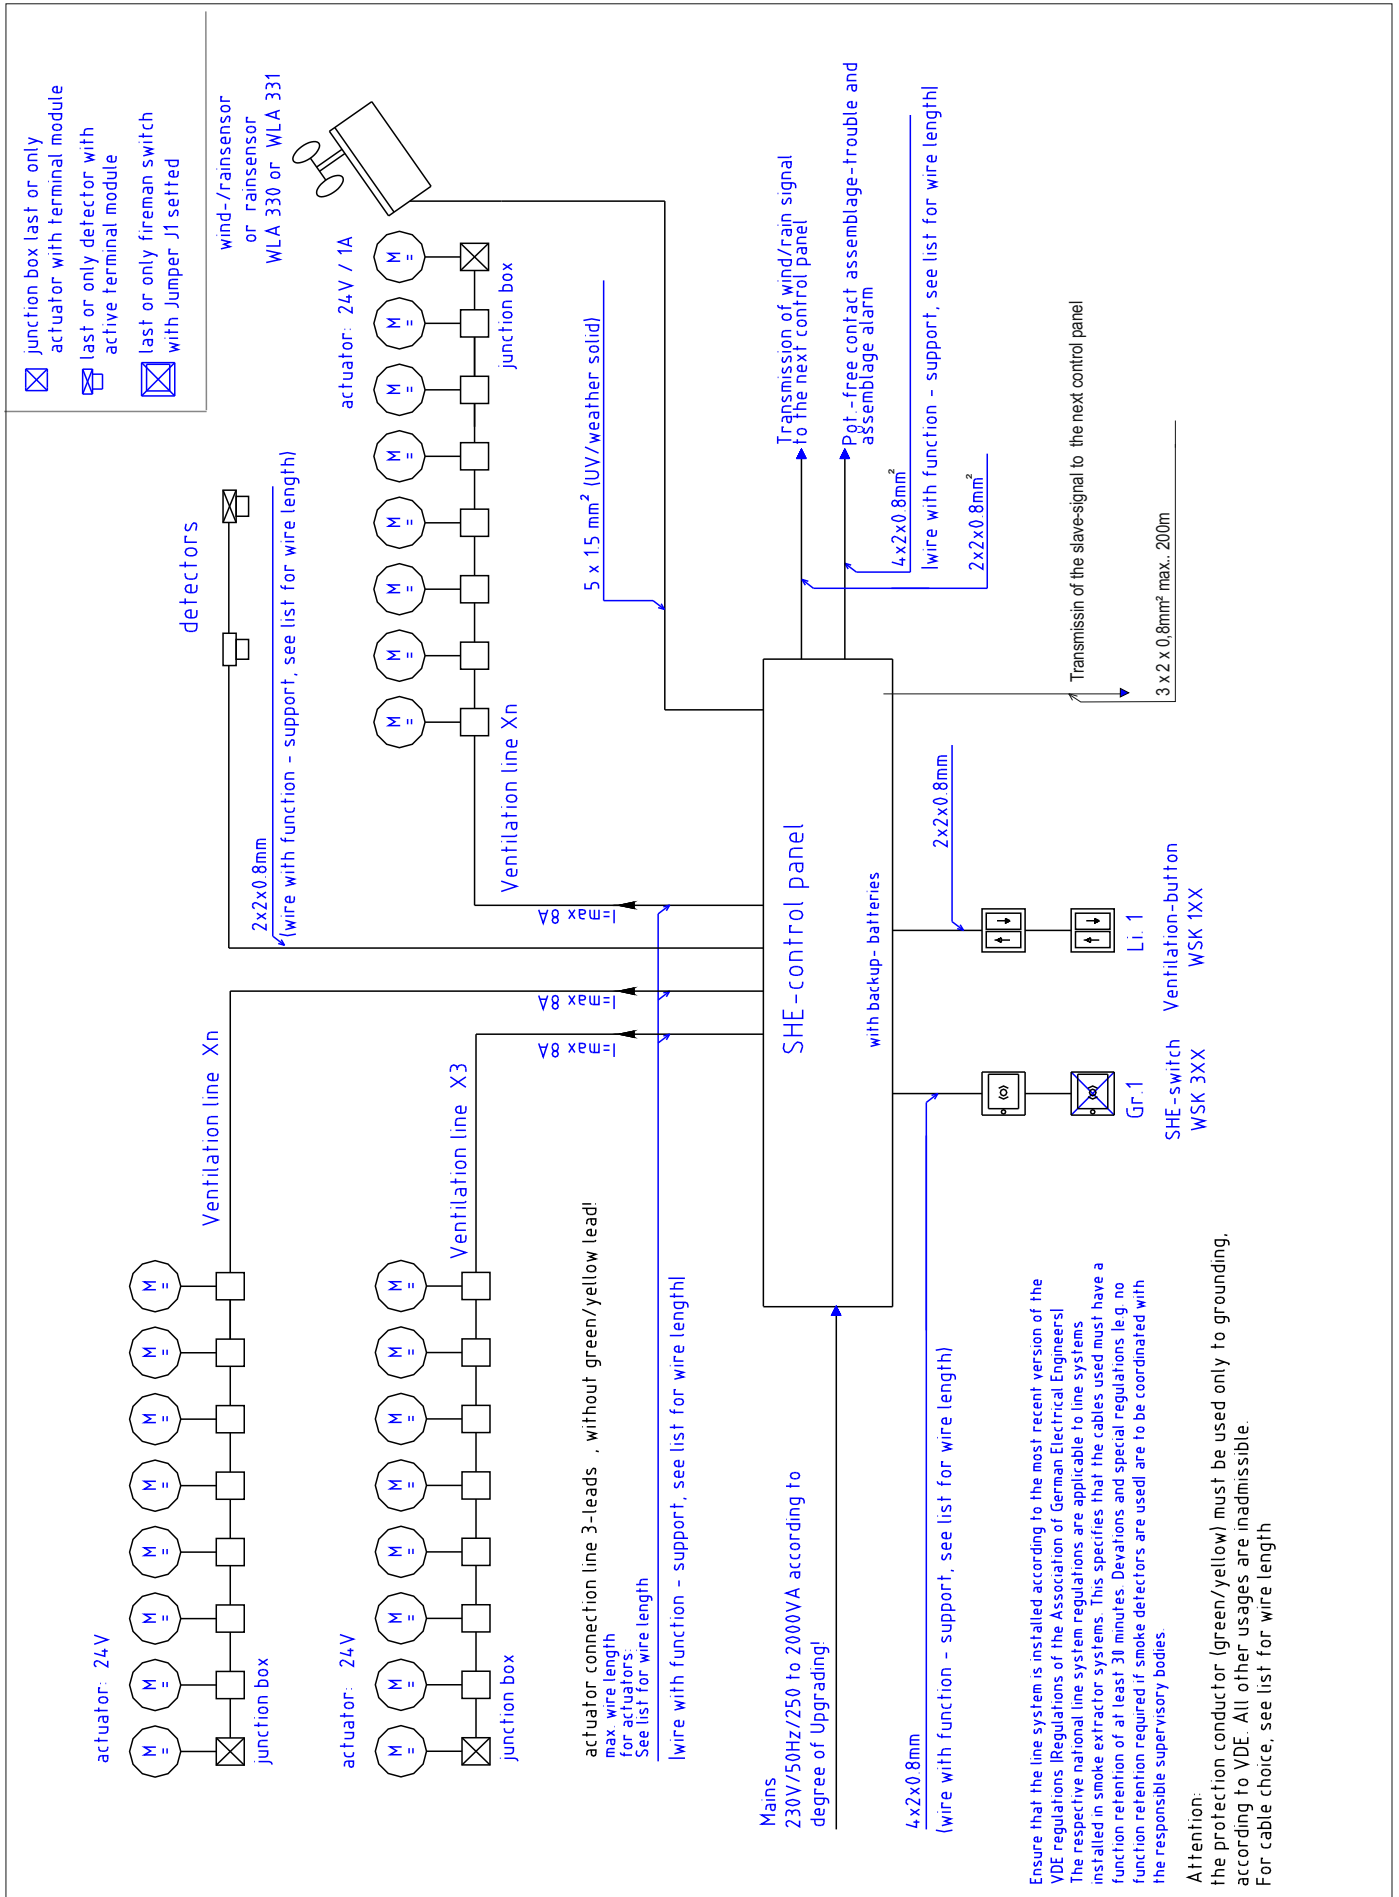 junction box last or only
actuator with terminal module
last or only detector with
active terminal module
last or only fireman switch
with Jumper J1 setted
wind-/rainsensor
or rainsensor
WLA 330 or WLA 331
actuator: 24V / 1A
M
=
M
=
M
=
M
=
M
=
M
=
M
=
M
=
junction box
Ventilation line Xn
detectors
2x2x0.8mm
(wire with function - support, see list for wire length)
5 x 1.5 mm² (UV/weather solid)
I=max 8A
I=max 8A
I=max 8A
Ventilation line Xn
actuator: 24V
M
=
M
=
M
=
M
=
M
=
M
=
M
=
M
=
junction box
Ventilation line X3
actuator: 24V
M
=
M
=
M
=
M
=
M
=
M
=
M
=
M
=
junction box
actuator connection line 3-leads , without green/yellow lead!
max. wire length
for actuators:
See list for wire length
|wire with function - support, see list for wire length|
Transmission of wind/rain signal
to the next control panel
Pot.-free contact assemblage-trouble and
assemblage alarm
4x2x0.8mm²
|wire with function - support, see list for wire length|
2x2x0.8mm²
Transmissin of the slave-signal to the next control panel
3 x 2 x 0,8mm² max.. 200m
SHE-control panel
with backup- batteries
Mains
230V/50Hz/250 to 2000VA according to
degree of Upgrading!
2x2x0.8mm
Li. 1
Ventilation-button
WSK 1XX
Gr.1
SHE-switch
WSK 3XX
4x2x0.8mm
(wire with function - support, see list for wire length)
Ensure that the line system is installed according to the most recent version of the
VDE regulations |Regulations of the Association of German Electrical Engineers|
The respective national line system regulations are applicable to line systems
installed in smoke extractor systems. This specifies that the cables used must have a
function retention of at least 30 minutes. Devations and special regulations |e.g. no
function retention required if smoke detectors are used| are to be coordinated with
the responsible supervisory bodies.
Attention:
the protection conductor (green/yellow) must be used only to grounding,
according to VDE. All other usages are inadmissible.
For cable choice, see list for wire length